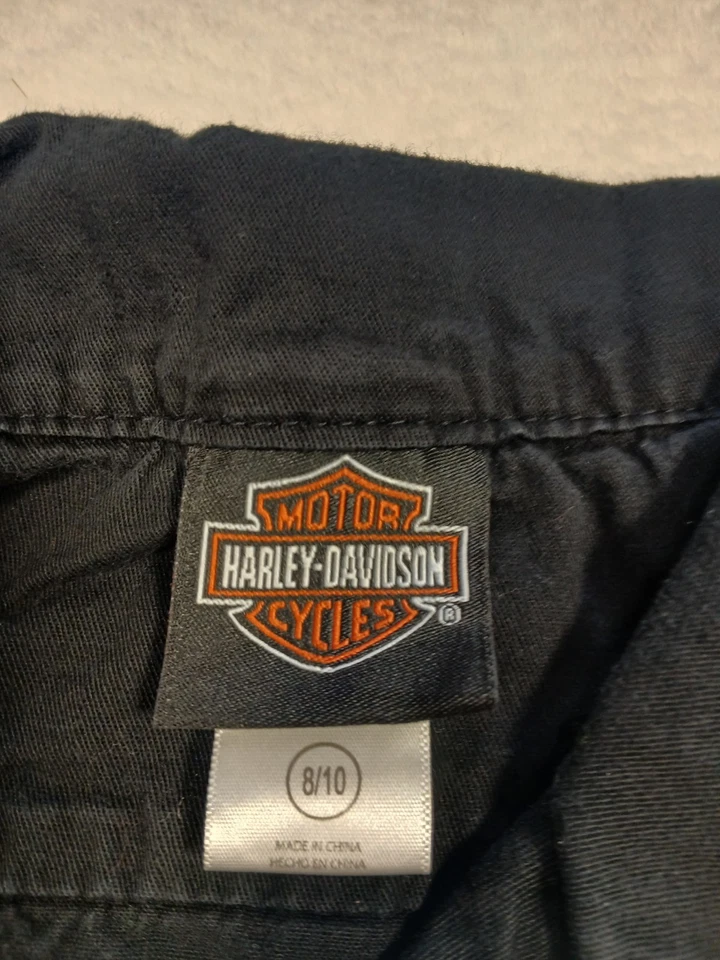 MOTOR
HARLEY-DAVIDSON
CYCLES
®
8/10
MADE IN CHINA
HECHO EN CHINA